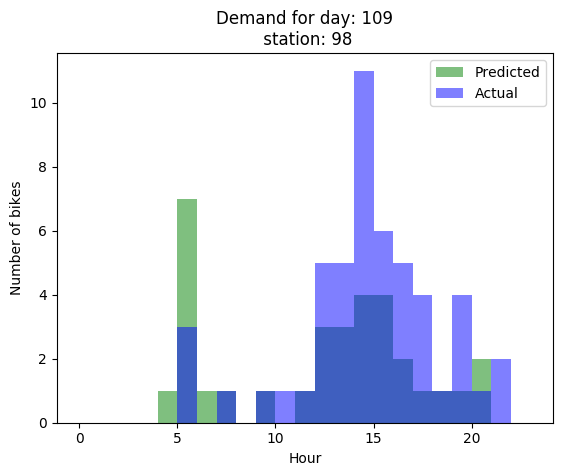 Demand for day: 109
station: 98
Predicted
Actual
Number of bikes
10
8
6
4
2
0
0 5 10 15 20
Hour